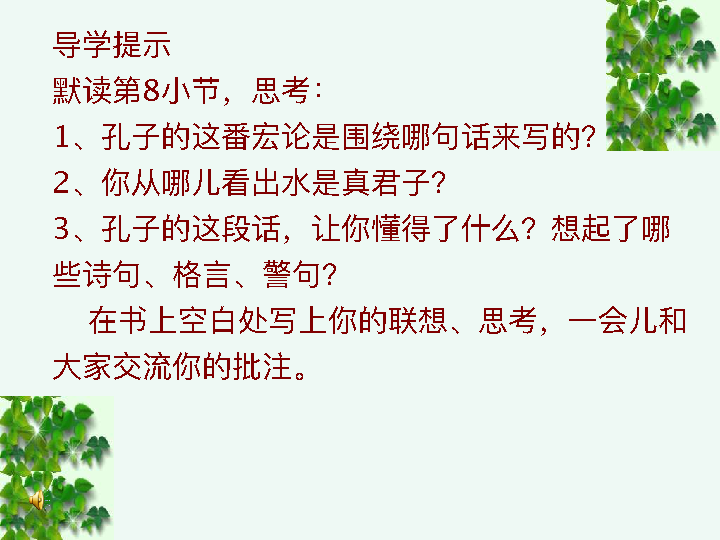 导学提示
默读第8小节，思考：
1、孔子的这番宏论是围绕哪句话来写的？
2、你从哪儿看出水是真君子？
3、孔子的这段话，让你懂得了什么？想起了哪
些诗句、格言、警句？
在书上空白处写上你的联想、思考，一会儿和
大家交流你的批注。